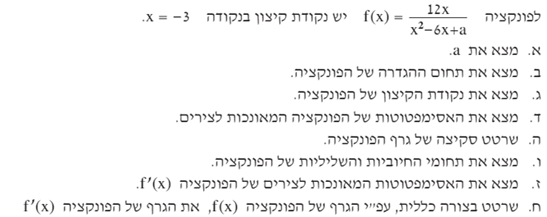 לפונקציה f(x) = 12x / (x²–6x+a) יש נקודת קיצון בנקודה x = –3.
א. מצא את a.
ב. מצא את תחום ההגדרה של הפונקציה.
ג. מצא את נקודת הקיצון של הפונקציה.
ד. מצא את האסימפטוטות של הפונקציה המאונכות לצירים.
ה. שרטט סקיצה של גרף הפונקציה.
ו. מצא את תחומי החיוביות והשליליות של הפונקציה.
ז. מצא את האסימפטוטות המאונכות לצירים של הפונקציה f′(x).
ח. שרטט בצורה כללית, עפ״י הגרף של הפונקציה f(x), את הגרף של הפונקציה f′(x)